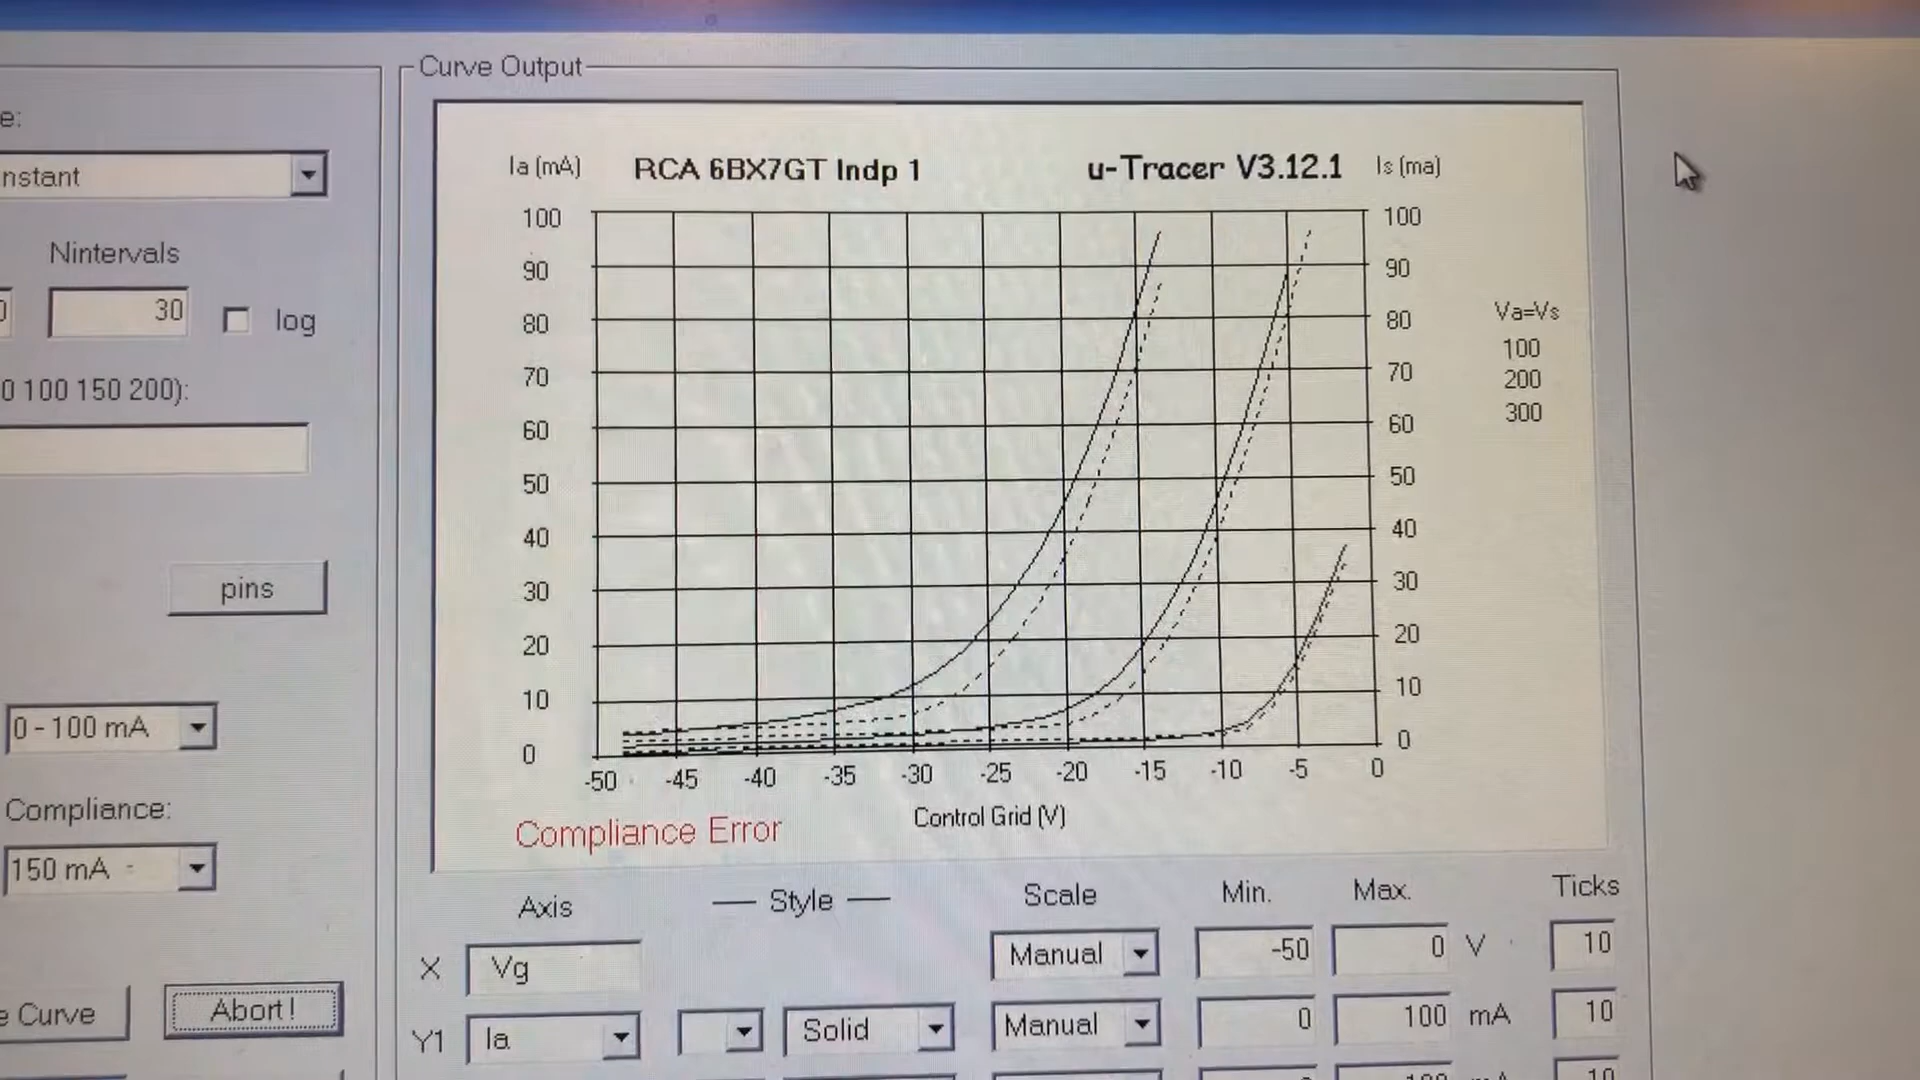 Curve Output
e:
nstant
Nintervals
30
log
0 100 150 200):
pins
0 - 100 mA
Compliance:
150 mA
e Curve
Abort!
Ia (mA)
RCA 6BX7GT Indp 1
u-Tracer V3.12.1
Is (ma)
100
90
80
70
60
50
40
30
20
10
0
100
90
80
70
60
50
40
30
20
10
0
Va=Vs
100
200
300
-50 -45 -40 -35 -30 -25 -20 -15 -10 -5 0
Control Grid (V)
Compliance Error
Axis Style Scale Min. Max. Ticks
X Vg Manual -50 0 V 10
Y1 Ia Solid Manual 0 100 mA 10